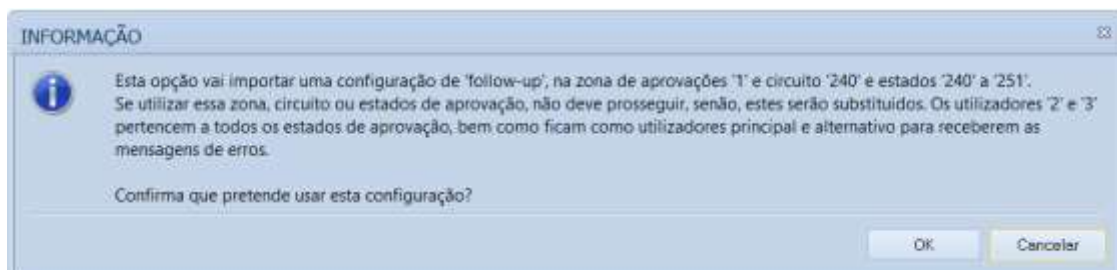 INFORMAÇÃO
Esta opção vai importar uma configuração de 'follow-up', na zona de aprovações '1' e circuito '240' e estados '240' a '251'.
Se utilizar essa zona, circuito ou estados de aprovação, não deve prosseguir, senão, estes serão substituídos. Os utilizadores '2' e '3'
pertencem a todos os estados de aprovação, bem como ficam como utilizadores principal e alternativo para receberem as
mensagens de erros.
Confirma que pretende usar esta configuração?
OK Cancelar